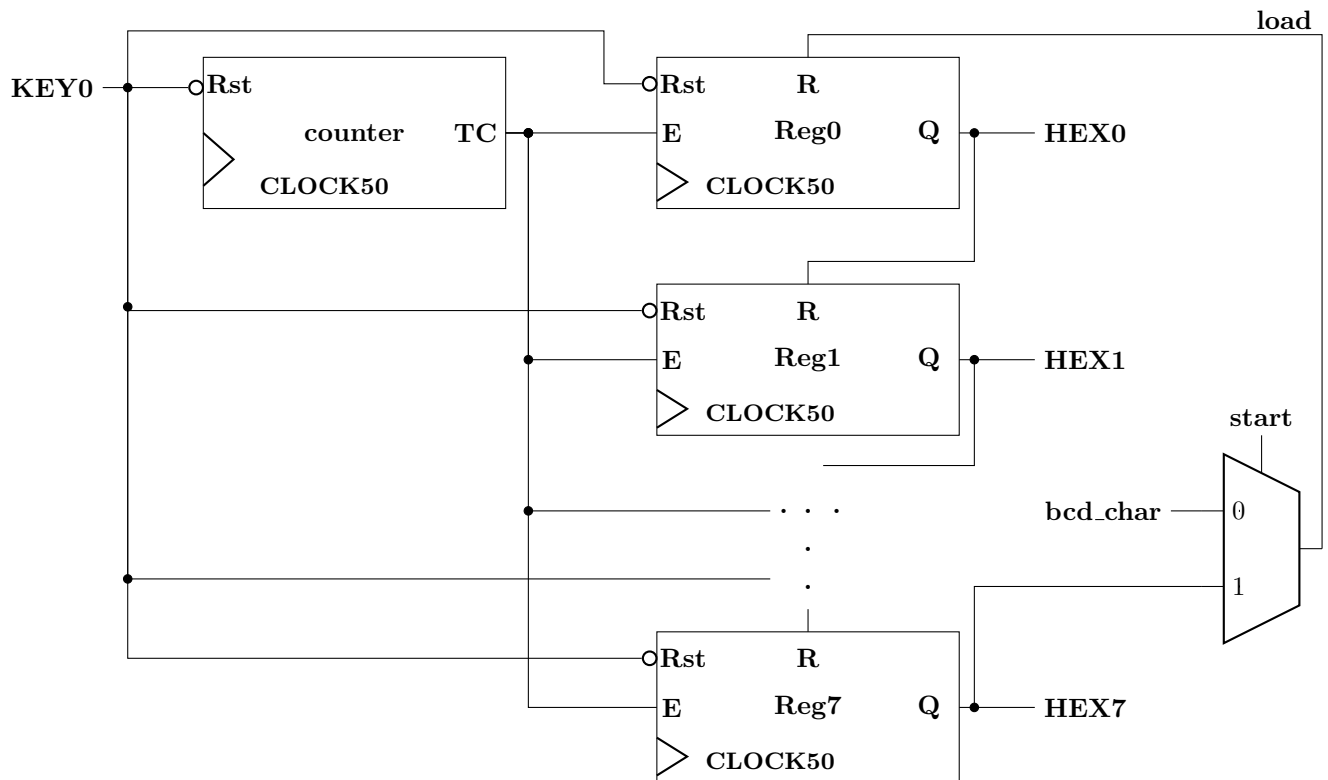 load
KEY0
Rst
counter
TC
CLOCK50
Rst
R
E
Reg0
Q
CLOCK50
HEX0
Rst
R
E
Reg1
Q
CLOCK50
HEX1
start
bcd_char
0
1
. . .
.
.
Rst
R
E
Reg7
Q
CLOCK50
HEX7